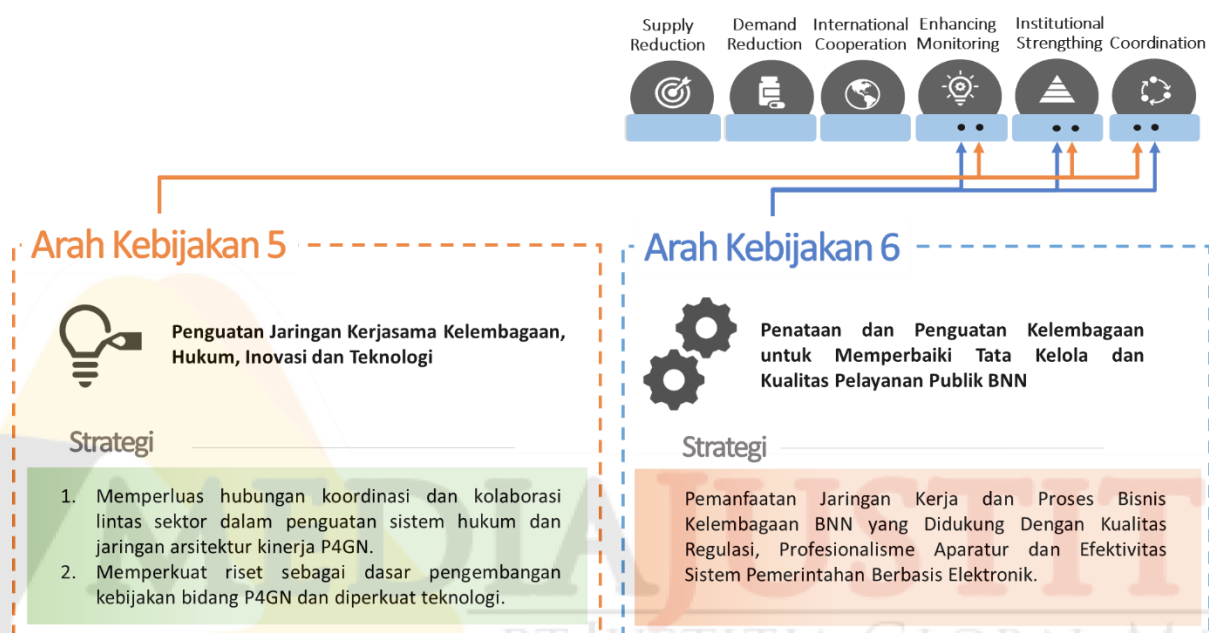 Supply Reduction
Demand Reduction
International Cooperation
Enhancing Monitoring
Institutional Strengthing
Coordination
Arah Kebijakan 5
Penguatan Jaringan Kerjasama Kelembagaan,
Hukum, Inovasi dan Teknologi
Strategi
1. Memperluas hubungan koordinasi dan kolaborasi
lintas sektor dalam penguatan sistem hukum dan
jaringan arsitektur kinerja P4GN.
2. Memperkuat riset sebagai dasar pengembangan
kebijakan bidang P4GN dan diperkuat teknologi.
Arah Kebijakan 6
Penataan dan Penguatan Kelembagaan
untuk Memperbaiki Tata Kelola dan
Kualitas Pelayanan Publik BNN
Strategi
Pemanfaatan Jaringan Kerja dan Proses Bisnis
Kelembagaan BNN yang Didukung Dengan Kualitas
Regulasi, Profesionalisme Aparatur dan Efektivitas
Sistem Pemerintahan Berbasis Elektronik.
MEDIAJUSTIT